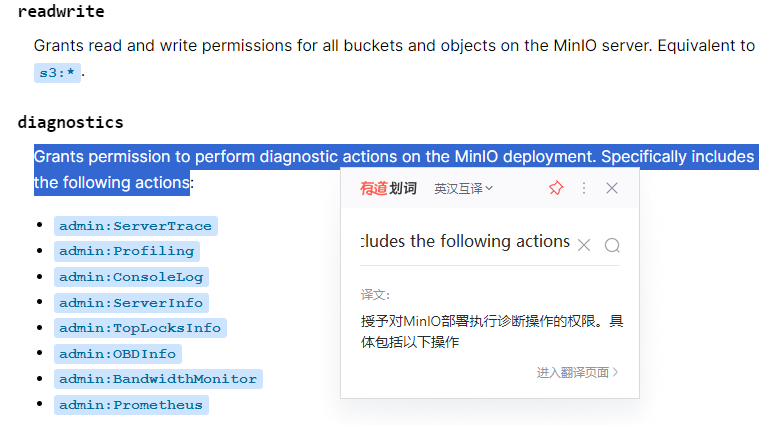 readwrite
Grants read and write permissions for all buckets and objects on the MinIO server. Equivalent to
s3:*.
diagnostics
Grants permission to perform diagnostic actions on the MinIO deployment. Specifically includes
the following actions:
admin:ServerTrace
admin:Profiling
admin:ConsoleLog
admin:ServerInfo
admin:TopLocksInfo
admin:OBDInfo
admin:BandwidthMonitor
admin:Prometheus
有道划词 英汉互译
cludes the following actions
译文:
授予对MinIO部署执行诊断操作的权限。具
体包括以下操作
进入翻译页面